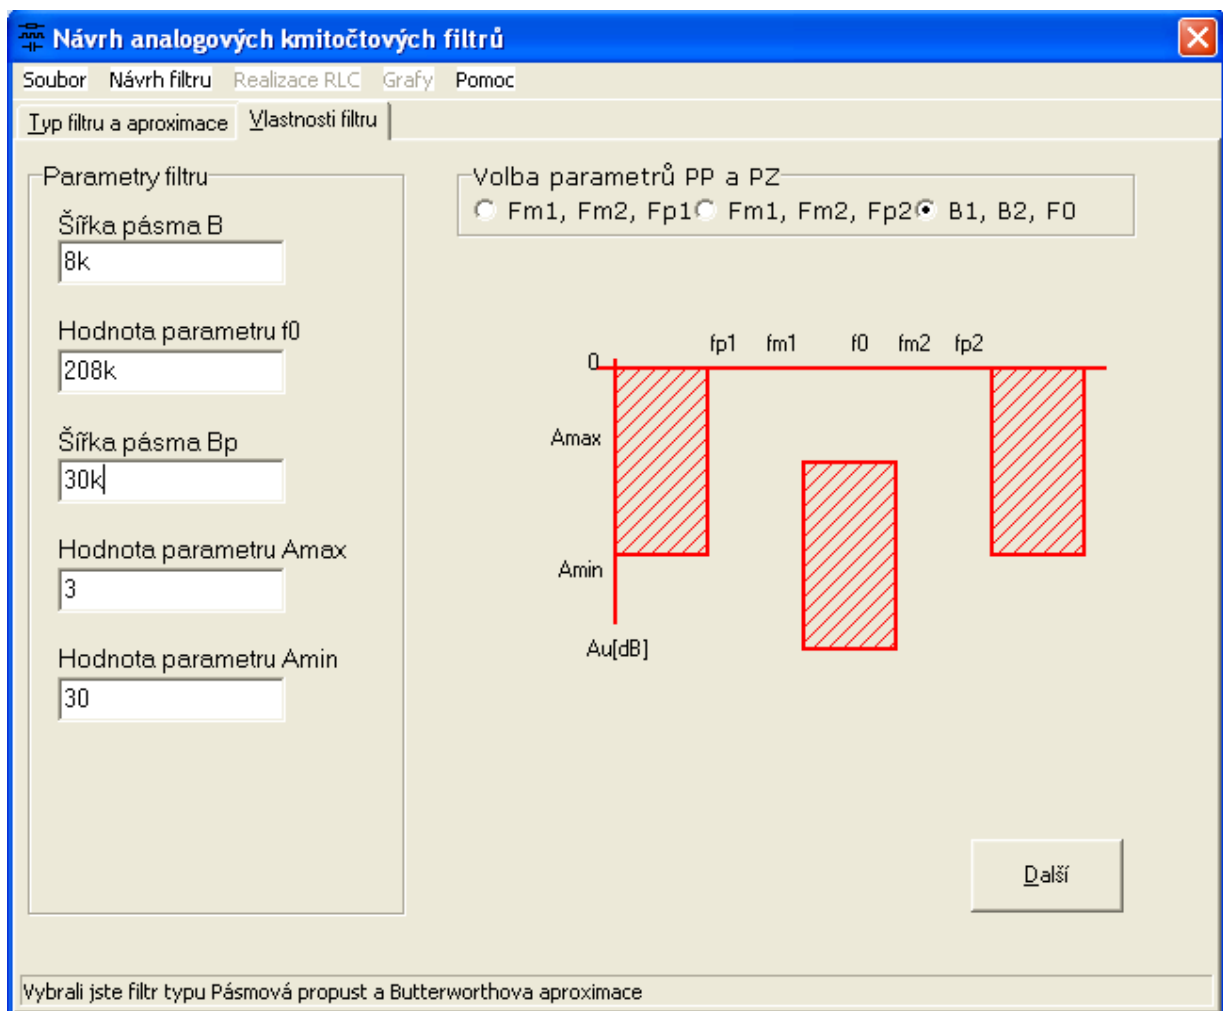 Návrh analogových kmitočtových filtrů
Soubor Návrh filtru Realizace RLC Grafy Pomoc
Typ filtru a aproximace Vlastnosti filtru
Parametry filtru
Šířka pásma B
8k
Hodnota parametru f0
208k
Šířka pásma Bp
30k
Hodnota parametru Amax
3
Hodnota parametru Amin
30
Volba parametrů PP a PZ
Fm1, Fm2, Fp1 Fm1, Fm2, Fp2 B1, B2, F0
fp1 fm1 f0 fm2 fp2
0
Amax
Amin
Au[dB]
Další
Vybrali jste filtr typu Pásmová propust a Butterworthova aproximace